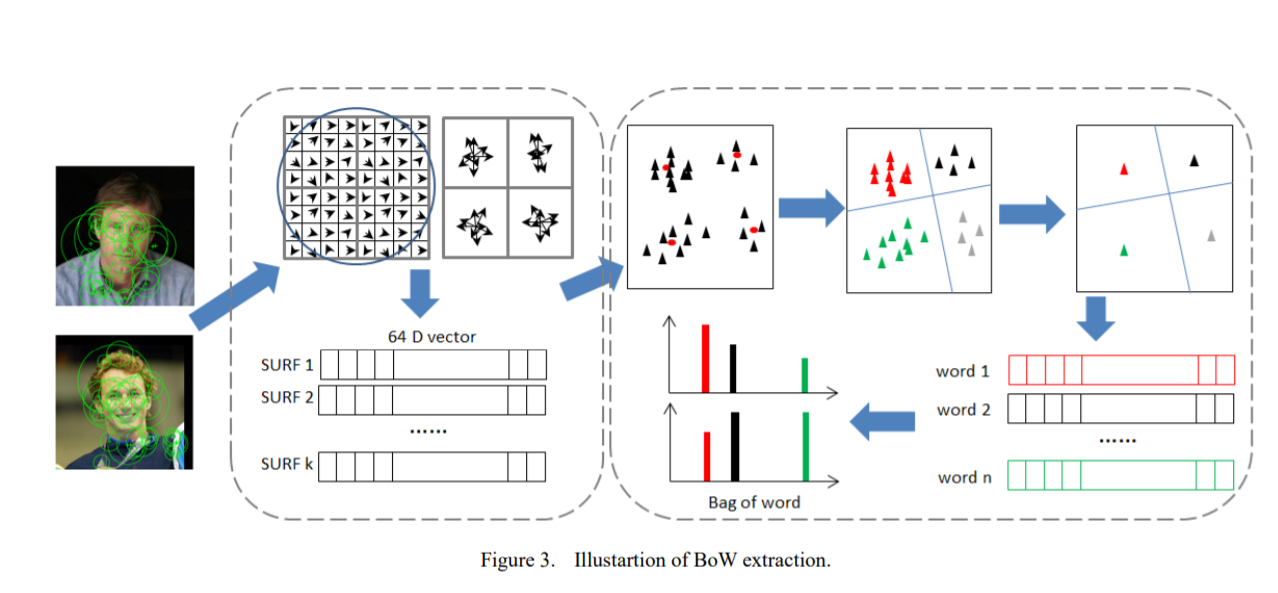 64 D vector
SURF 1
SURF 2
......
SURF k
word 1
word 2
......
word n
Bag of word
Figure 3. Illustartion of BoW extraction.